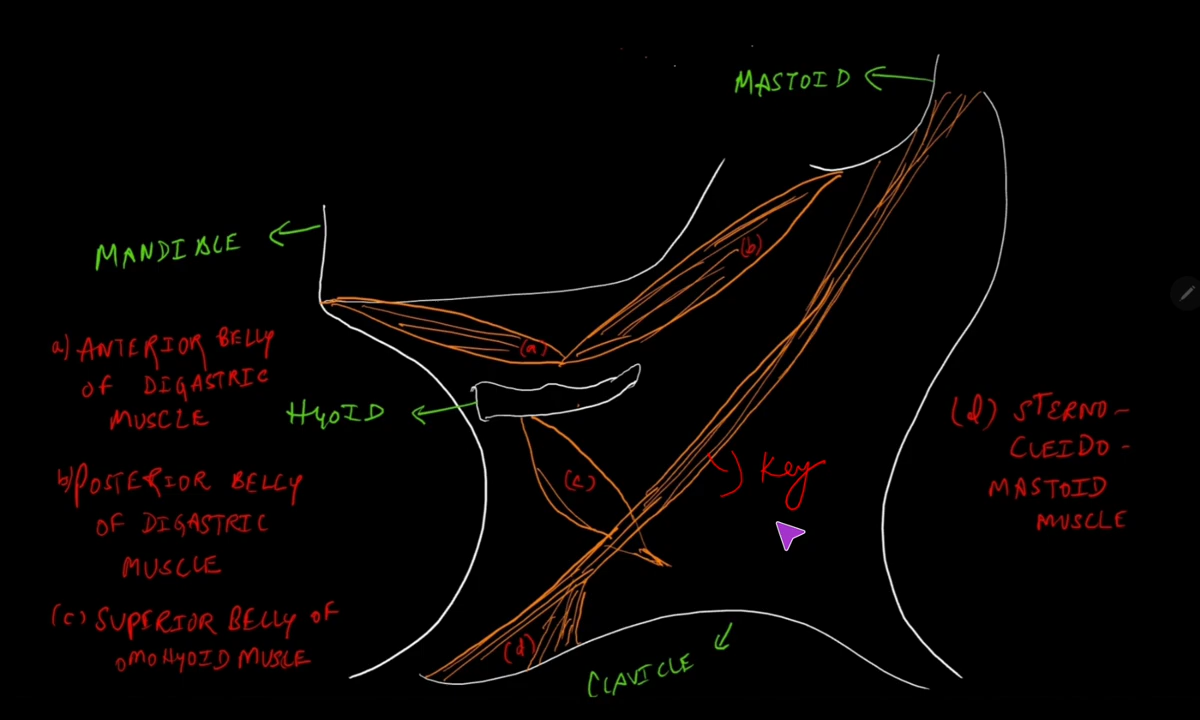 MASTOID
MANDIBLE
(b)
a) ANTERIOR BELLY
OF DIGASTRIC
MUSCLE
(a)
HYOID
b) POSTERIOR BELLY
OF DIGASTRIC
MUSCLE
(c)
Key
(c) SUPERIOR BELLY OF
OMOHYOID MUSCLE
(d)
CLAVICLE
(d) STERNO-
CLEIDO-
MASTOID
MUSCLE